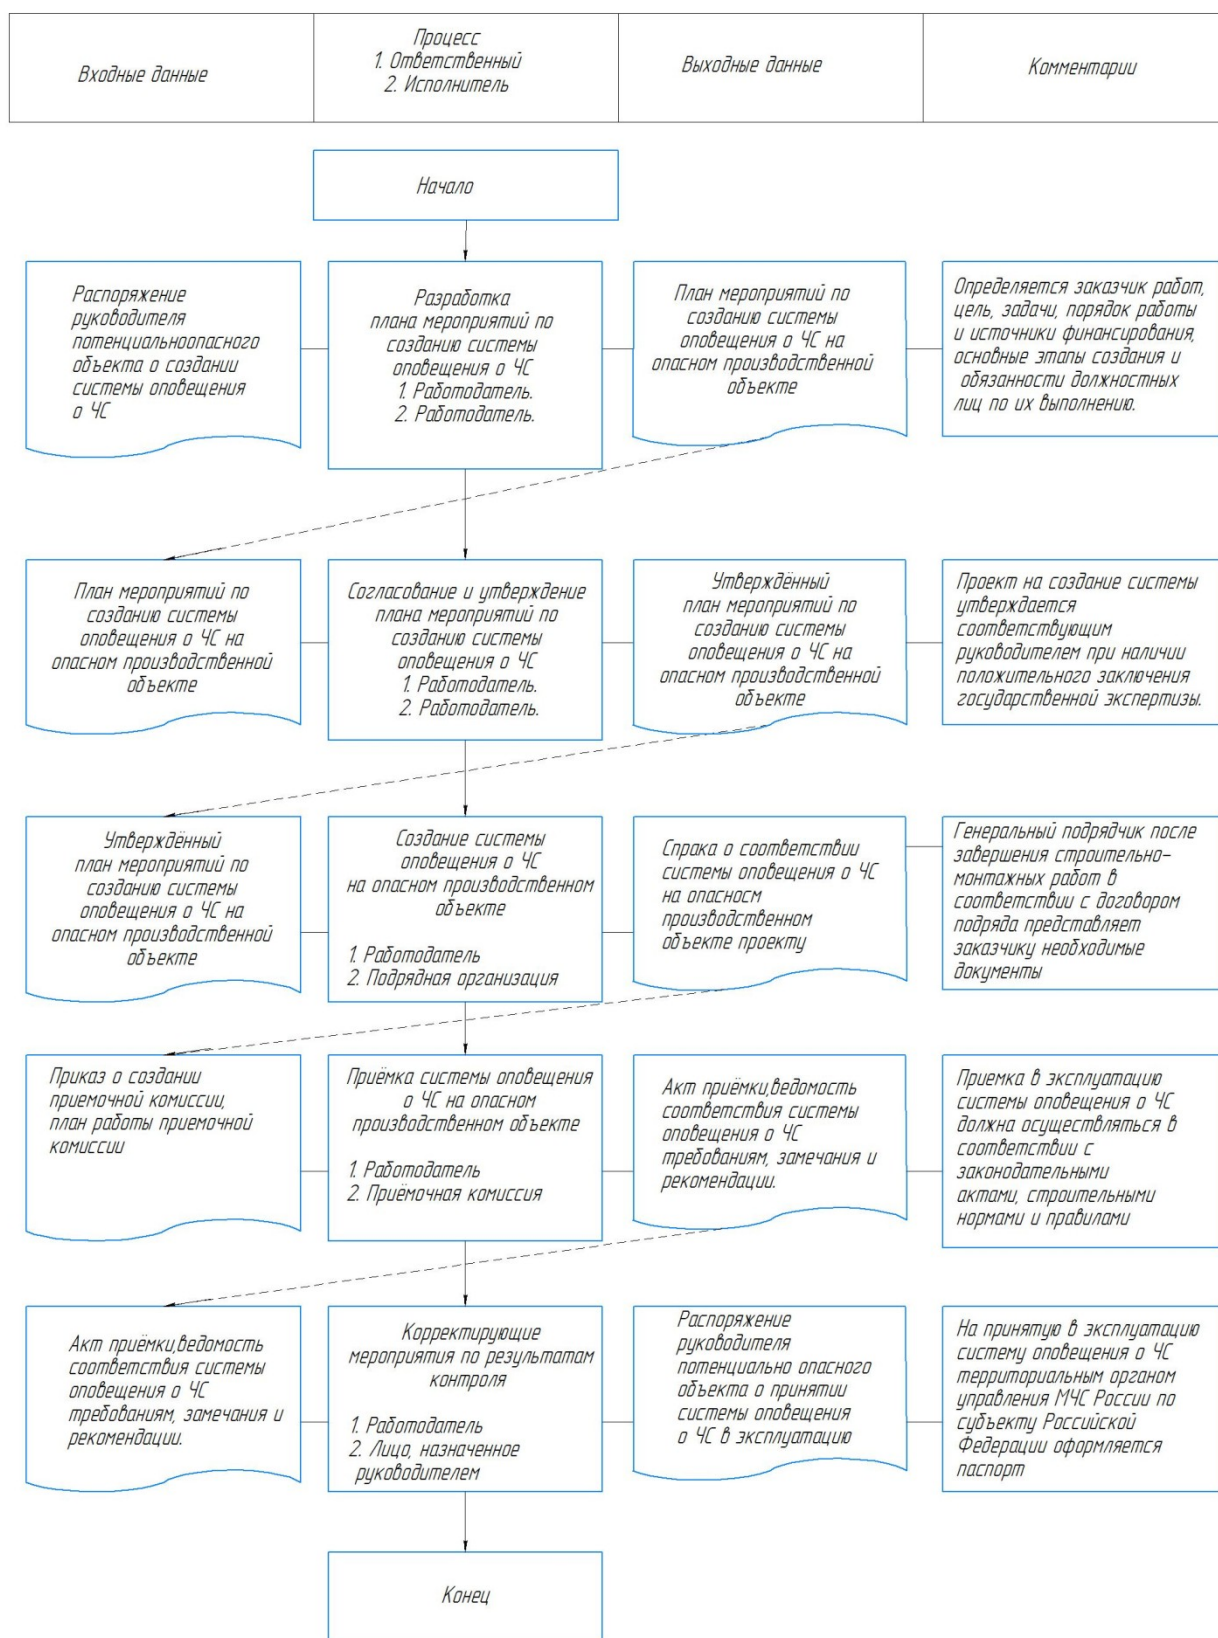 Входные данные
Процесс
1. Ответственный
2. Исполнитель
Выходные данные
Комментарии
Начало
Распоряжение
руководителя
потенциальноопасного
объекта о создании
системы оповещения
о ЧС
Разработка
плана мероприятий по
созданию системы
оповещения о ЧС
1. Работодатель.
2. Работодатель.
План мероприятий по
созданию системы
оповещения о ЧС на
опасном производственной
объекте
Определяется заказчик работ,
цель, задачи, порядок работы
и источники финансирования,
основные этапы создания и
обязанности должностных
лиц по их выполнению.
План мероприятий по
созданию системы
оповещения о ЧС на
опасном производственной
объекте
Согласование и утверждение
плана мероприятий по
созданию системы
оповещения о ЧС
1. Работодатель.
2. Работодатель.
Утверждённый
план мероприятий по
созданию системы
оповещения о ЧС на
опасном производственной
объекте
Проект на создание системы
утверждается
соответствующим
руководителем при наличии
положительного заключения
государственной экспертизы.
Утверждённый
план мероприятий по
созданию системы
оповещения о ЧС на
опасном производственной
объекте
Создание системы
оповещения о ЧС
на опасном производственном
объекте
1. Работодатель
2. Подрядная организация
Спрака о соответствии
системы оповещения о ЧС
на опасносм
производственном
объекте проекту
Генеральный подрядчик после
завершения строительно-
монтажных работ в
соответствии с договором
подряда представляет
заказчику необходимые
документы
Приказ о создании
приемочной комиссии,
план работы приемочной
комиссии
Приёмка системы оповещения
о ЧС на опасном
производственном объекте
1. Работодатель
2. Приёмочная комиссия
Акт приёмки,ведомость
соответствия системы
оповещения о ЧС
требованиям, замечания и
рекомендации.
Приемка в эксплуатацию
системы оповещения о ЧС
должна осуществляться в
соответствии с
законодательными
актами, строительными
нормами и правилами
Акт приёмки,ведомость
соответствия системы
оповещения о ЧС
требованиям, замечания и
рекомендации.
Корректирующие
мероприятия по результатам
контроля
1. Работодатель
2. Лицо, назначенное
руководителем
Распоряжение
руководителя
потенциально опасного
объекта о принятии
системы оповещения
о ЧС в эксплуатацию
На принятую в эксплуатацию
систему оповещения о ЧС
территориальным органом
управления МЧС России по
субъекту Российской
Федерации оформляется
паспорт
Конец